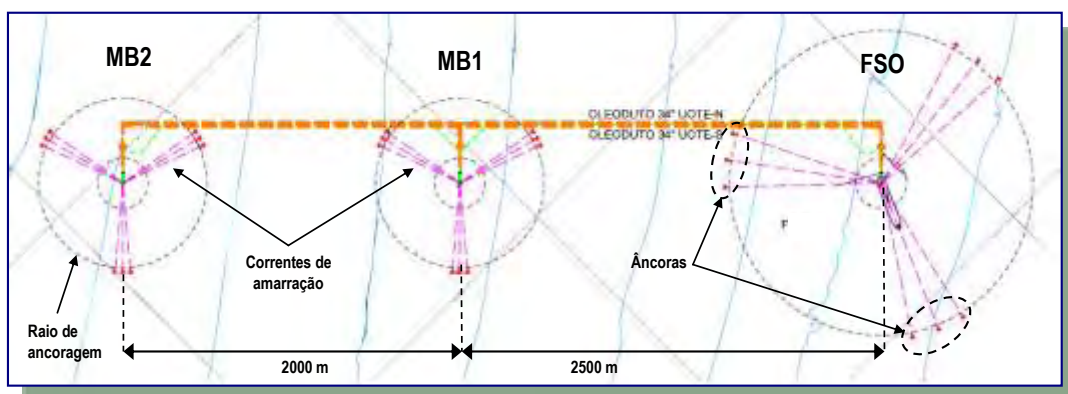 MB2
MB1
FSO
OLEODUTO 34" UOTE-N
OLEODUTO 34" UOTE-S
Correntes de
amarração
Âncoras
F
Raio de
ancoragem
2000 m
2500 m